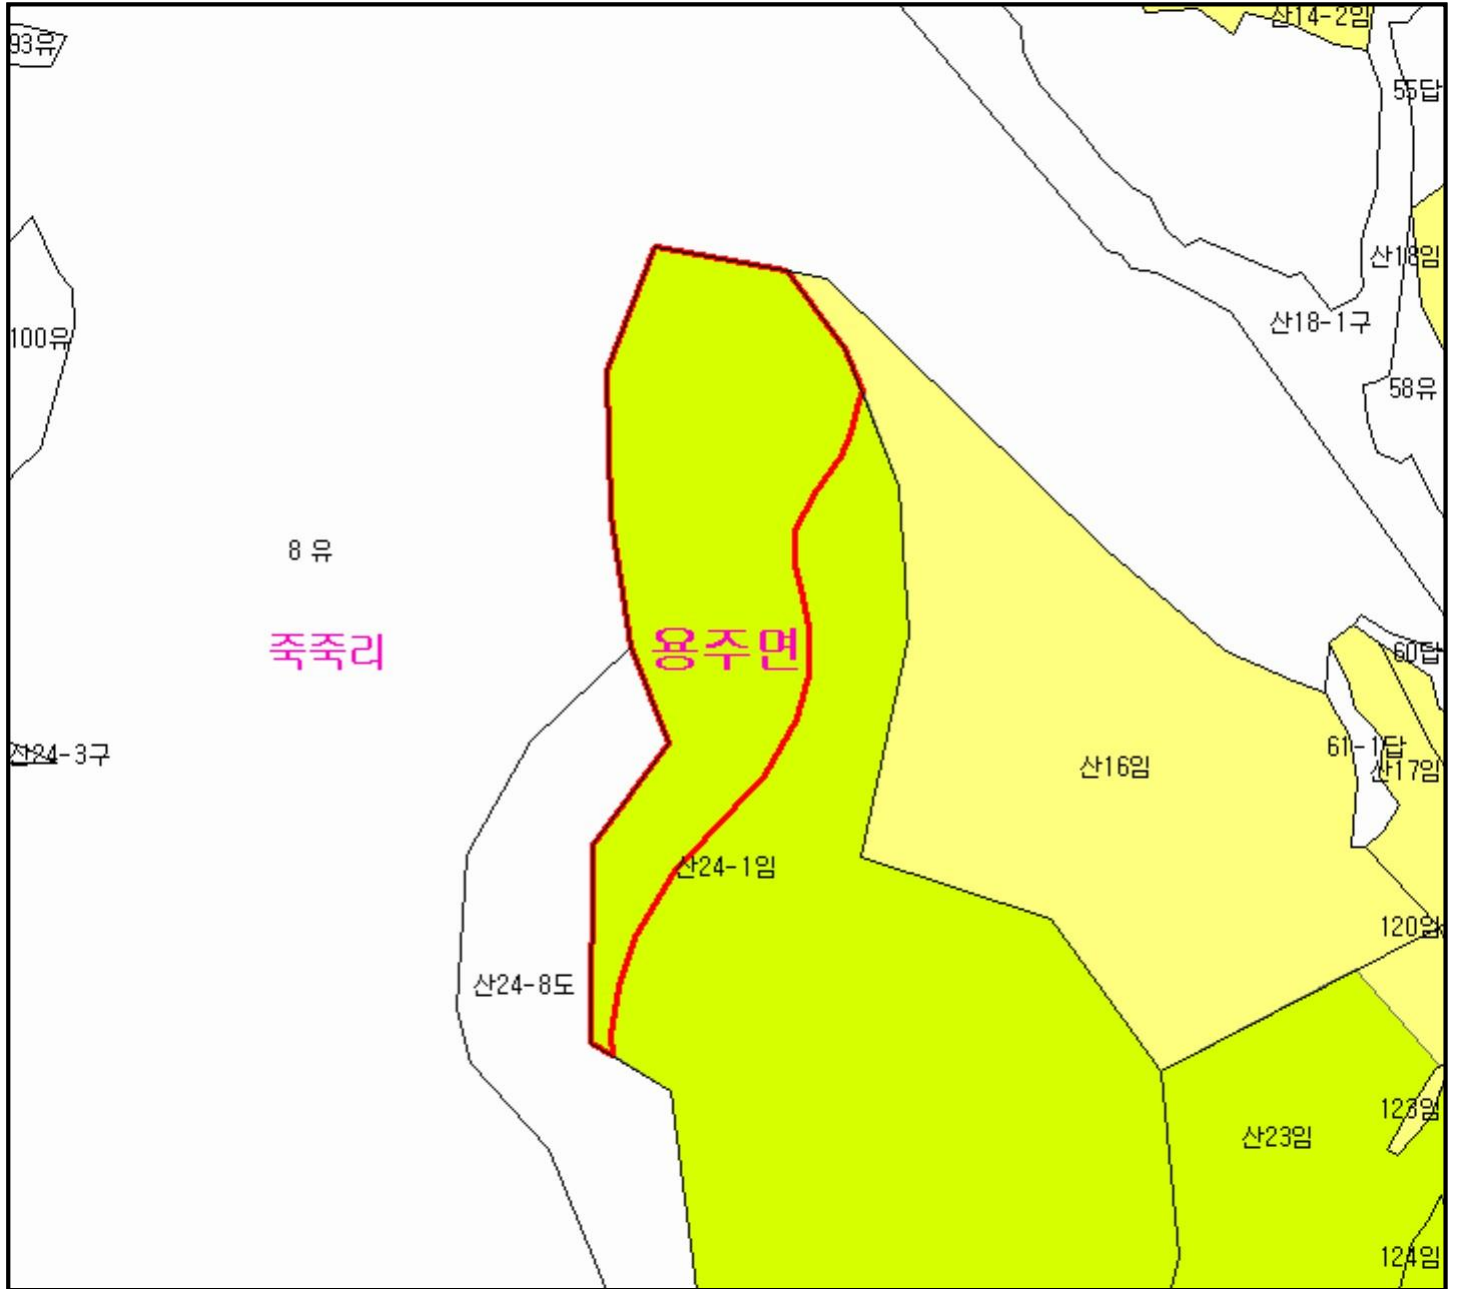 산14-2임
93유
55답
산18임
산18-1구
100유
58유
8 유
죽죽리
용주면
60답
61-1답
산24-3구
산16임
산17임
산24-1임
120임
산24-8도
123임
산23임
124임